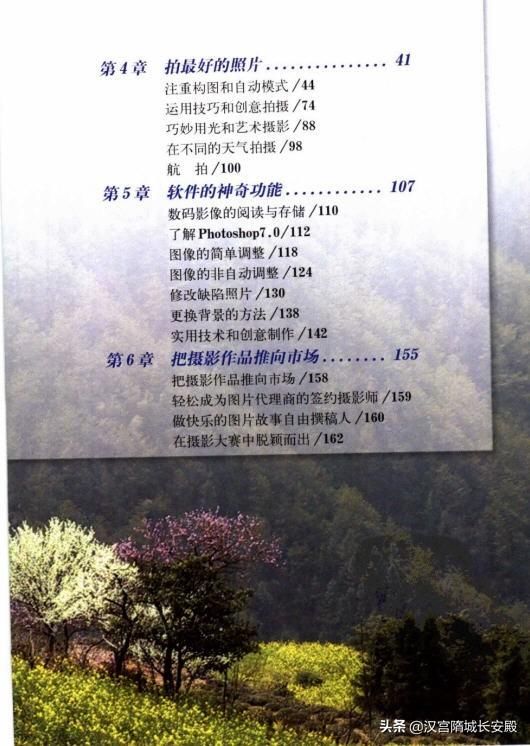 第4章 拍最好的照片............... 41
注重构图和自动模式/44
运用技巧和创意拍摄/74
巧妙用光和艺术摄影/88
在不同的天气拍摄/98
航 拍/100
第5章 软件的神奇功能............ 107
数码影像的阅读与存储/110
了解Photoshop7.0/112
图像的简单调整/118
图像的非自动调整/124
修改缺陷照片/130
更换背景的方法/138
实用技术和创意制作/142
第6章 把摄影作品推向市场........ 155
把摄影作品推向市场/158
轻松成为图片代理商的签约摄影师/159
做快乐的图片故事自由撰稿人/160
在摄影大赛中脱颖而出/162
头条 @汉宫隋城长安殿